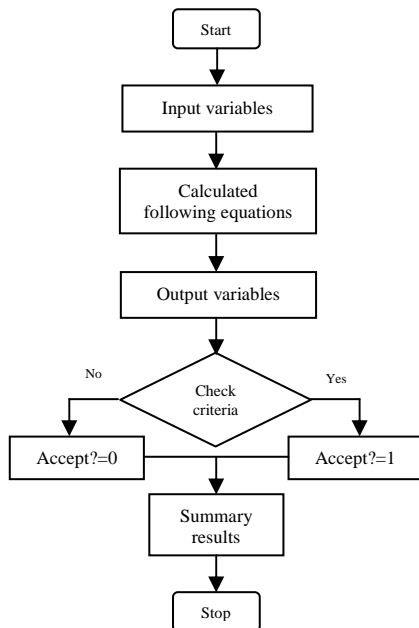 Start
Input variables
Calculated
following equations
Output variables
No
Yes
Check
criteria
Accept?=0
Accept?=1
Summary
results
Stop